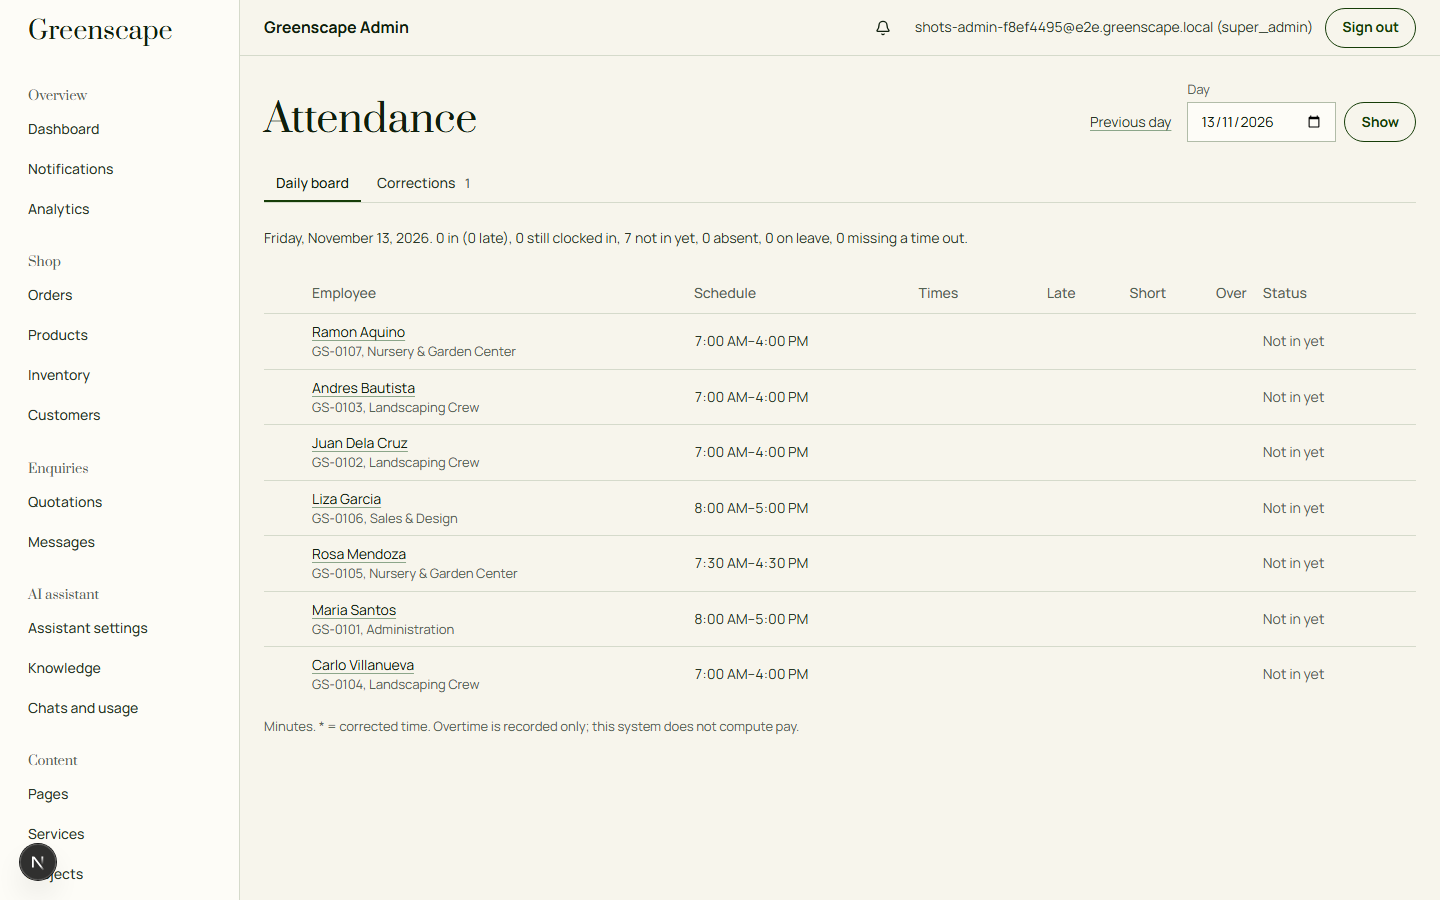 Greenscape
Overview
Dashboard
Notifications
Analytics
Shop
Orders
Products
Inventory
Customers
Enquiries
Quotations
Messages
AI assistant
Assistant settings
Knowledge
Chats and usage
Content
Pages
Services
jects
N
Greenscape Admin
shots-admin-f8ef4495@e2e.greenscape.local (super_admin)
Sign out
Attendance
Previous day
Day
13/11/2026
Show
Daily board
Corrections 1
Friday, November 13, 2026. 0 in (0 late), 0 still clocked in, 7 not in yet, 0 absent, 0 on leave, 0 missing a time out.
Employee Schedule Times Late Short Over Status
Ramon Aquino
GS-0107, Nursery & Garden Center
7:00 AM–4:00 PM
Not in yet
Andres Bautista
GS-0103, Landscaping Crew
7:00 AM–4:00 PM
Not in yet
Juan Dela Cruz
GS-0102, Landscaping Crew
7:00 AM–4:00 PM
Not in yet
Liza Garcia
GS-0106, Sales & Design
8:00 AM–5:00 PM
Not in yet
Rosa Mendoza
GS-0105, Nursery & Garden Center
7:30 AM–4:30 PM
Not in yet
Maria Santos
GS-0101, Administration
8:00 AM–5:00 PM
Not in yet
Carlo Villanueva
GS-0104, Landscaping Crew
7:00 AM–4:00 PM
Not in yet
Minutes. * = corrected time. Overtime is recorded only; this system does not compute pay.